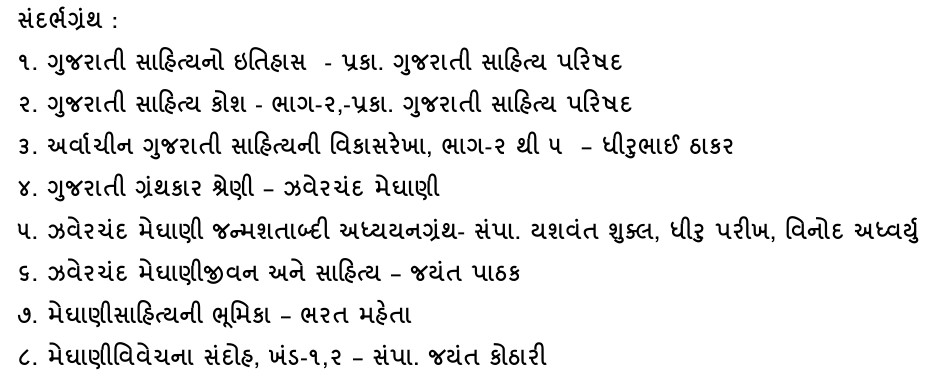 સંદર્ભગ્રંથ :
૧. ગુજરાતી સાહિત્યનો ઇતિહાસ - પ્રકા. ગુજરાતી સાહિત્ય પરિષદ
૨. ગુજરાતી સાહિત્ય કોશ - ભાગ-૨,-પ્રકા. ગુજરાતી સાહિત્ય પરિષદ
૩. અર્વાચીન ગુજરાતી સાહિત્યની વિકાસરેખા, ભાગ-૨ થી ૫ – ધીરુભાઈ ઠાકર
૪. ગુજરાતી ગ્રંથકાર શ્રેણી – ઝવેરચંદ મેઘાણી
૫. ઝવેરચંદ મેઘાણી જન્મશતાબ્દી અધ્યયનગ્રંથ- સંપા. યશવંત શુક્લ, ધીરુ પરીખ, વિનોદ અધ્વર્યુ
૬. ઝવેરચંદ મેઘાણીજીવન અને સાહિત્ય – જયંત પાઠક
૭. મેઘાણીસાહિત્યની ભૂમિકા – ભરત મહેતા
૮. મેઘાણીવિવેચના સંદોહ, ખંડ-૧,૨ – સંપા. જયંત કોઠારી